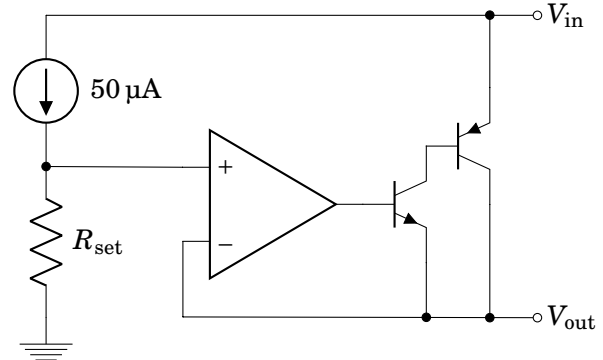 V_in
50 µA
+
−
R_set
V_out